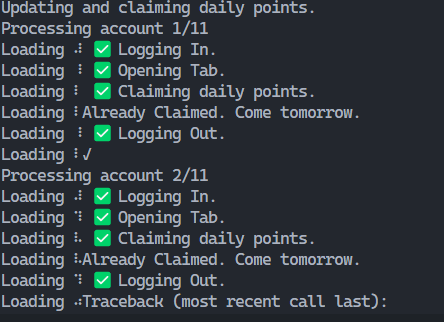 Updating and claiming daily points.
Processing account 1/11
Loading ⠼ ✅ Logging In.
Loading ⠸ ✅ Opening Tab.
Loading ⠇ ✅ Claiming daily points.
Loading ⠇Already Claimed. Come tomorrow.
Loading ⠸ ✅ Logging Out.
Loading ⠇✓
Processing account 2/11
Loading ⠼ ✅ Logging In.
Loading ⠹ ✅ Opening Tab.
Loading ⠧ ✅ Claiming daily points.
Loading ⠧Already Claimed. Come tomorrow.
Loading ⠹ ✅ Logging Out.
Loading ⠴Traceback (most recent call last):